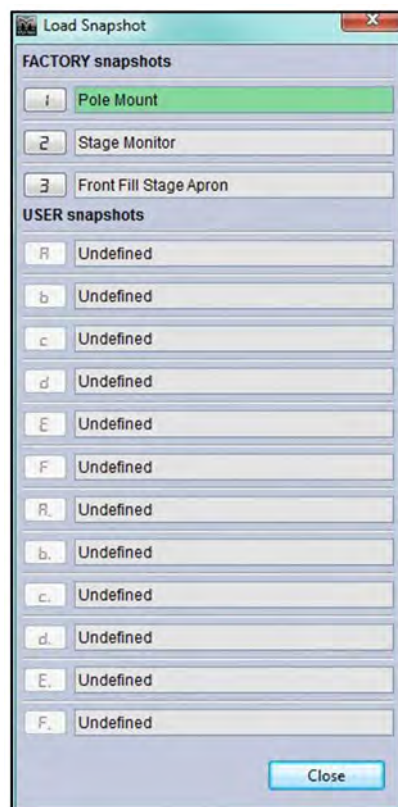 Load Snapshot
FACTORY snapshots
1 Pole Mount
2 Stage Monitor
3 Front Fill Stage Apron
USER snapshots
A Undefined
b Undefined
c Undefined
d Undefined
E Undefined
F Undefined
A. Undefined
b. Undefined
c. Undefined
d. Undefined
E. Undefined
F. Undefined
Close